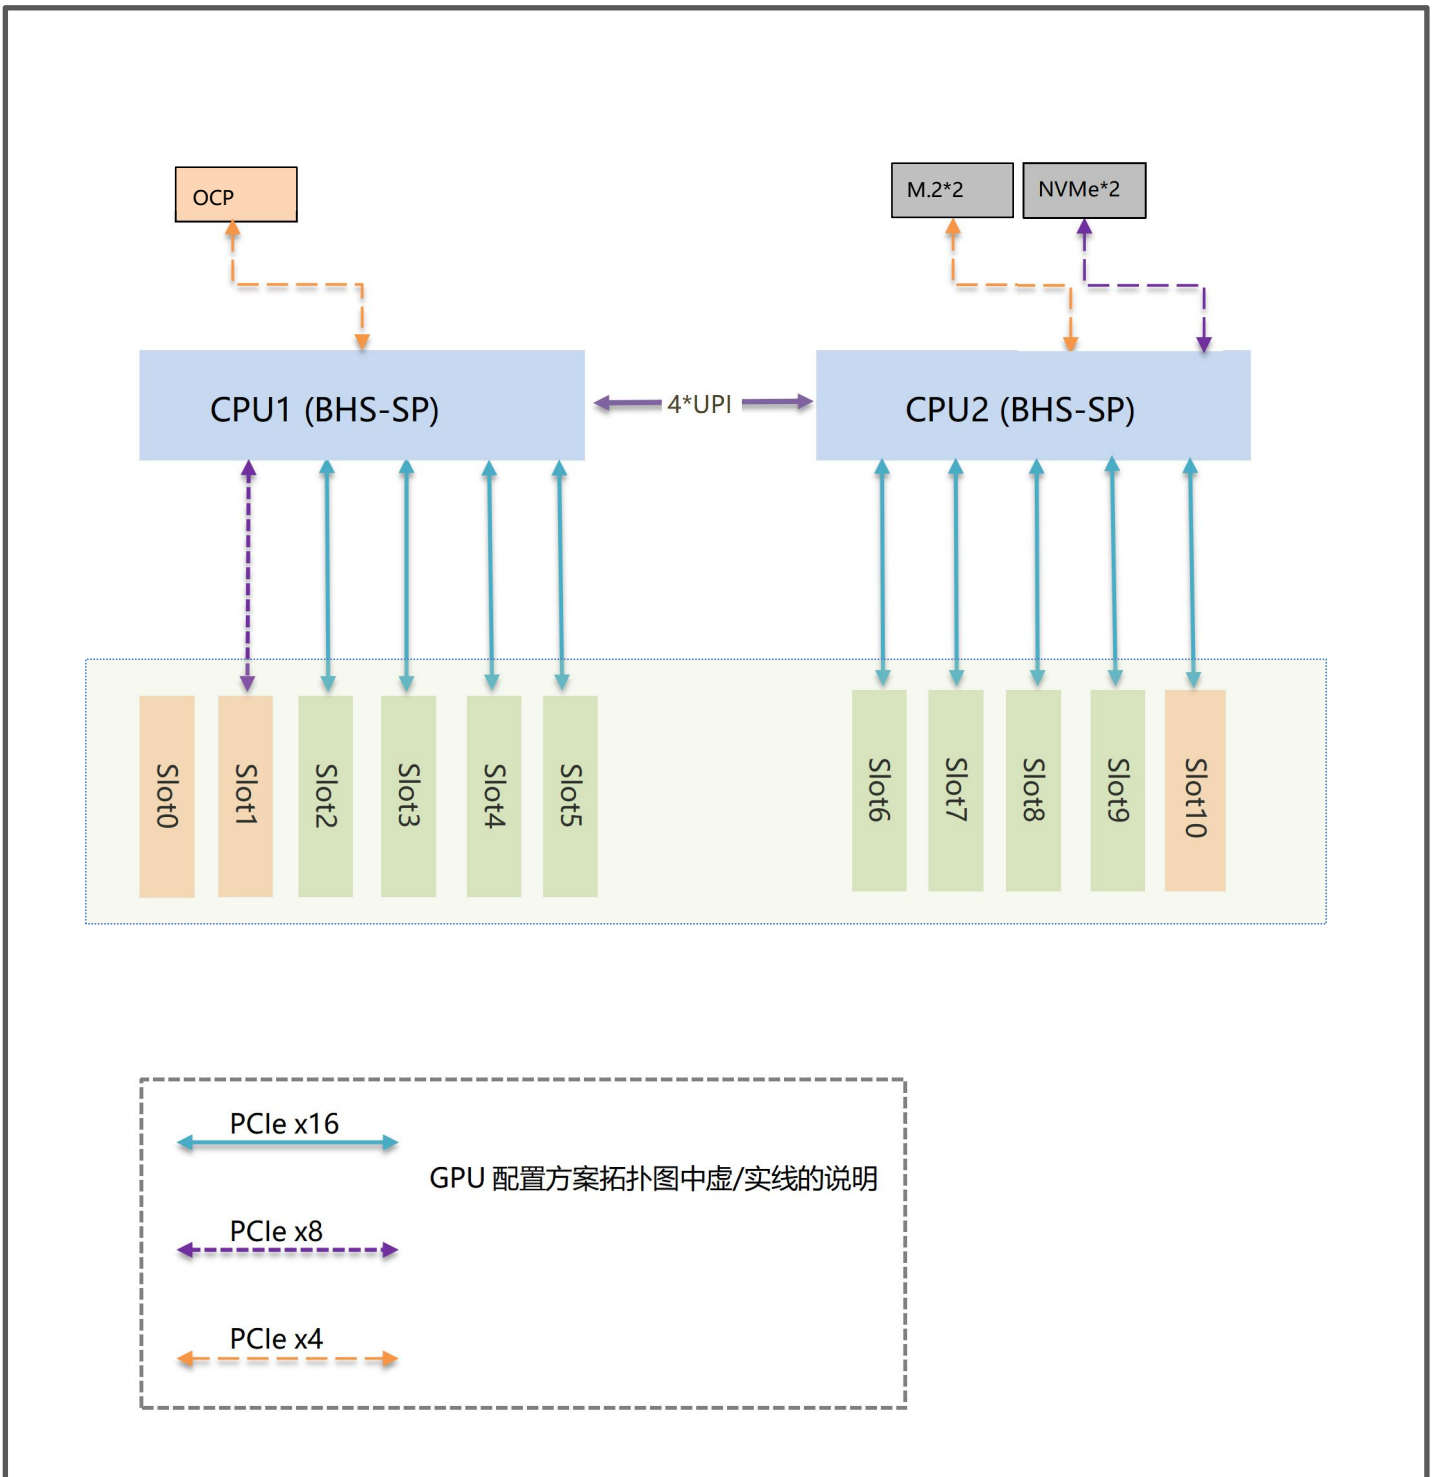 OCP
M.2*2
NVMe*2
CPU1 (BHS-SP)
4*UPI
CPU2 (BHS-SP)
Slot0
Slot1
Slot2
Slot3
Slot4
Slot5
Slot6
Slot7
Slot8
Slot9
Slot10
PCIe x16
GPU 配置方案拓扑图中虚/实线的说明
PCIe x8
PCIe x4